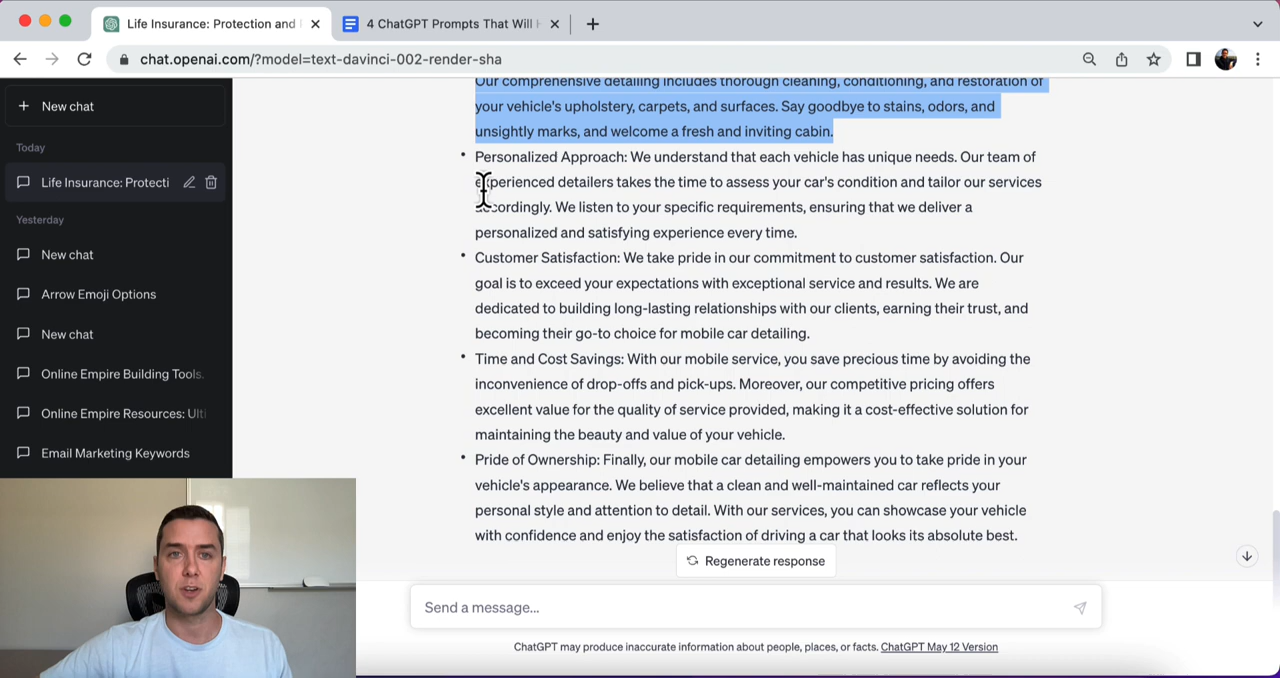 Life Insurance: Protection and
4 ChatGPT Prompts That Will
chat.openai.com/?model=text-davinci-002-render-sha
New chat
Today
Life Insurance: Protecti
Yesterday
New chat
Arrow Emoji Options
New chat
Online Empire Building Tools.
Online Empire Resources: Ulti
Email Marketing Keywords
Our comprehensive detailing includes thorough cleaning, conditioning, and restoration of
your vehicle's upholstery, carpets, and surfaces. Say goodbye to stains, odors, and
unsightly marks, and welcome a fresh and inviting cabin.
• Personalized Approach: We understand that each vehicle has unique needs. Our team of
experienced detailers takes the time to assess your car's condition and tailor our services
accordingly. We listen to your specific requirements, ensuring that we deliver a
personalized and satisfying experience every time.
• Customer Satisfaction: We take pride in our commitment to customer satisfaction. Our
goal is to exceed your expectations with exceptional service and results. We are
dedicated to building long-lasting relationships with our clients, earning their trust, and
becoming their go-to choice for mobile car detailing.
• Time and Cost Savings: With our mobile service, you save precious time by avoiding the
inconvenience of drop-offs and pick-ups. Moreover, our competitive pricing offers
excellent value for the quality of service provided, making it a cost-effective solution for
maintaining the beauty and value of your vehicle.
• Pride of Ownership: Finally, our mobile car detailing empowers you to take pride in your
vehicle's appearance. We believe that a clean and well-maintained car reflects your
personal style and attention to detail. With our services, you can showcase your vehicle
with confidence and enjoy the satisfaction of driving a car that looks its absolute best.
Regenerate response
Send a message...
ChatGPT may produce inaccurate information about people, places, or facts. ChatGPT May 12 Version